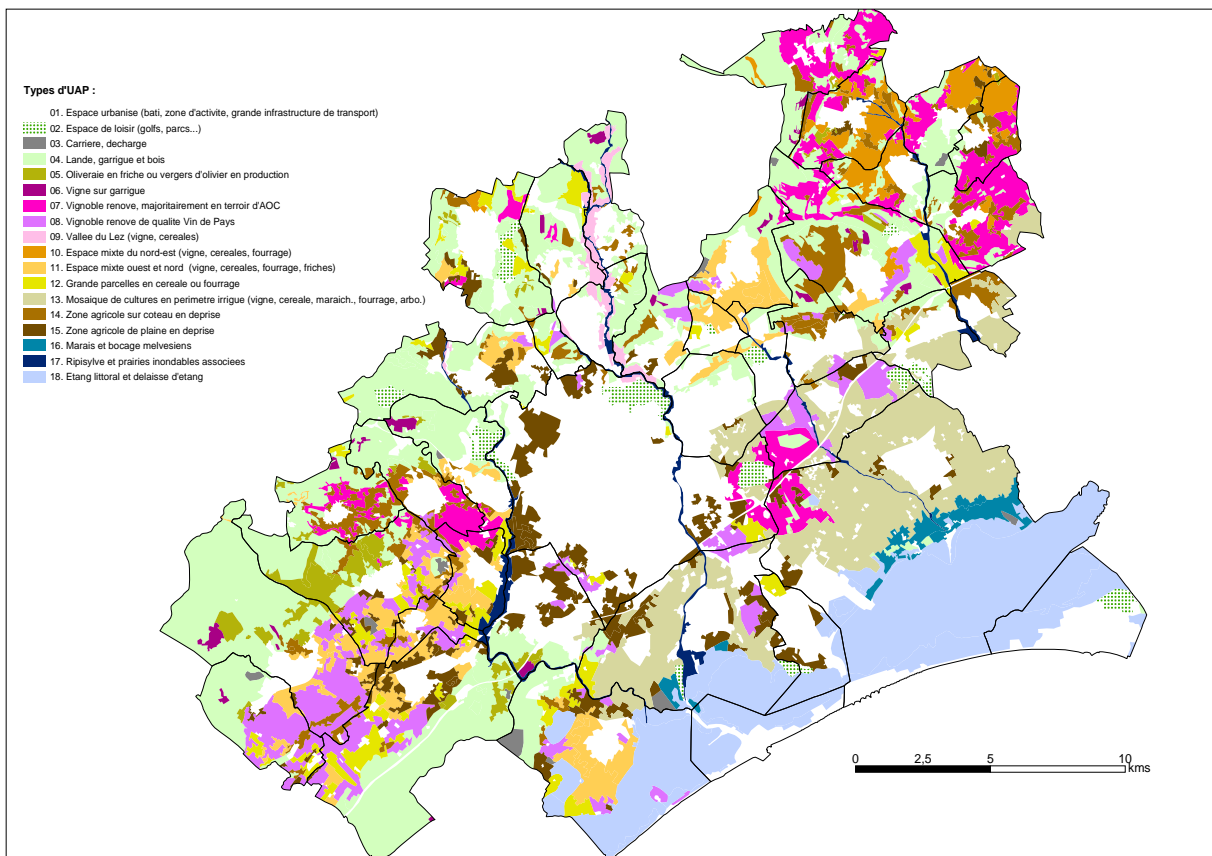 Types d'UAP :
01. Espace urbanise (bati, zone d'activite, grande infrastructure de transport)
02. Espace de loisir (golfs, parcs...)
03. Carriere, decharge
04. Lande, garrigue et bois
05. Oliveraie en friche ou vergers d'olivier en production
06. Vigne sur garrigue
07. Vignoble renove, majoritairement en terroir d'AOC
08. Vignoble renove de qualite Vin de Pays
09. Vallee du Lez (vigne, cereales)
10. Espace mixte du nord-est (vigne, cereales, fourrage)
11. Espace mixte ouest et nord (vigne, cereales, fourrage, friches)
12. Grande parcelles en cereale ou fourrage
13. Mosaique de cultures en perimetre irrigue (vigne, cereale, maraich., fourrage, arbo.)
14. Zone agricole sur coteau en deprise
15. Zone agricole de plaine en deprise
16. Marais et bocage melvesiens
17. Ripisylve et prairies inondables associees
18. Etang littoral et delaisse d'etang
0 2,5 5 10
kms